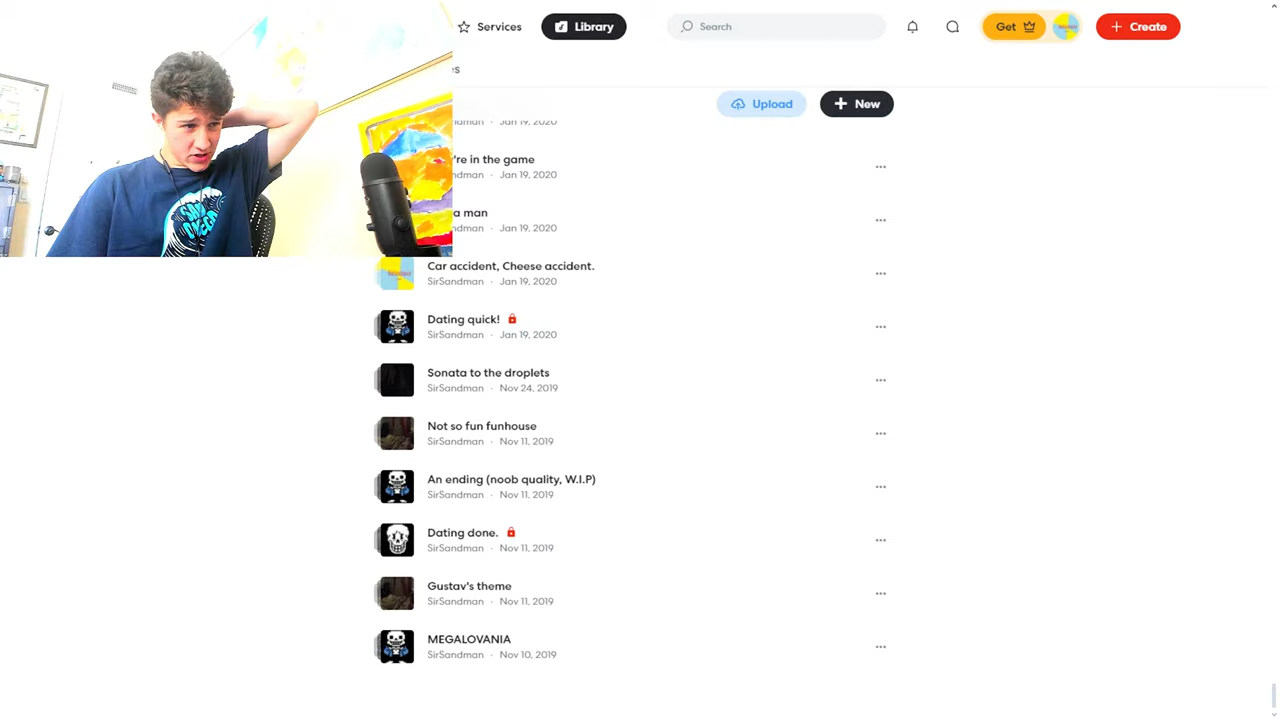 Services
Library
Search
Get
Create
es
Upload
New
Jan 19, 2020
're in the game
dman · Jan 19, 2020
a man
dman · Jan 19, 2020
Car accident, Cheese accident.
SirSandman · Jan 19, 2020
Dating quick!
SirSandman · Jan 19, 2020
Sonata to the droplets
SirSandman · Nov 24, 2019
Not so fun funhouse
SirSandman · Nov 11, 2019
An ending (noob quality, W.I.P)
SirSandman · Nov 11, 2019
Dating done.
SirSandman · Nov 11, 2019
Gustav's theme
SirSandman · Nov 11, 2019
MEGALOVANIA
SirSandman · Nov 10, 2019